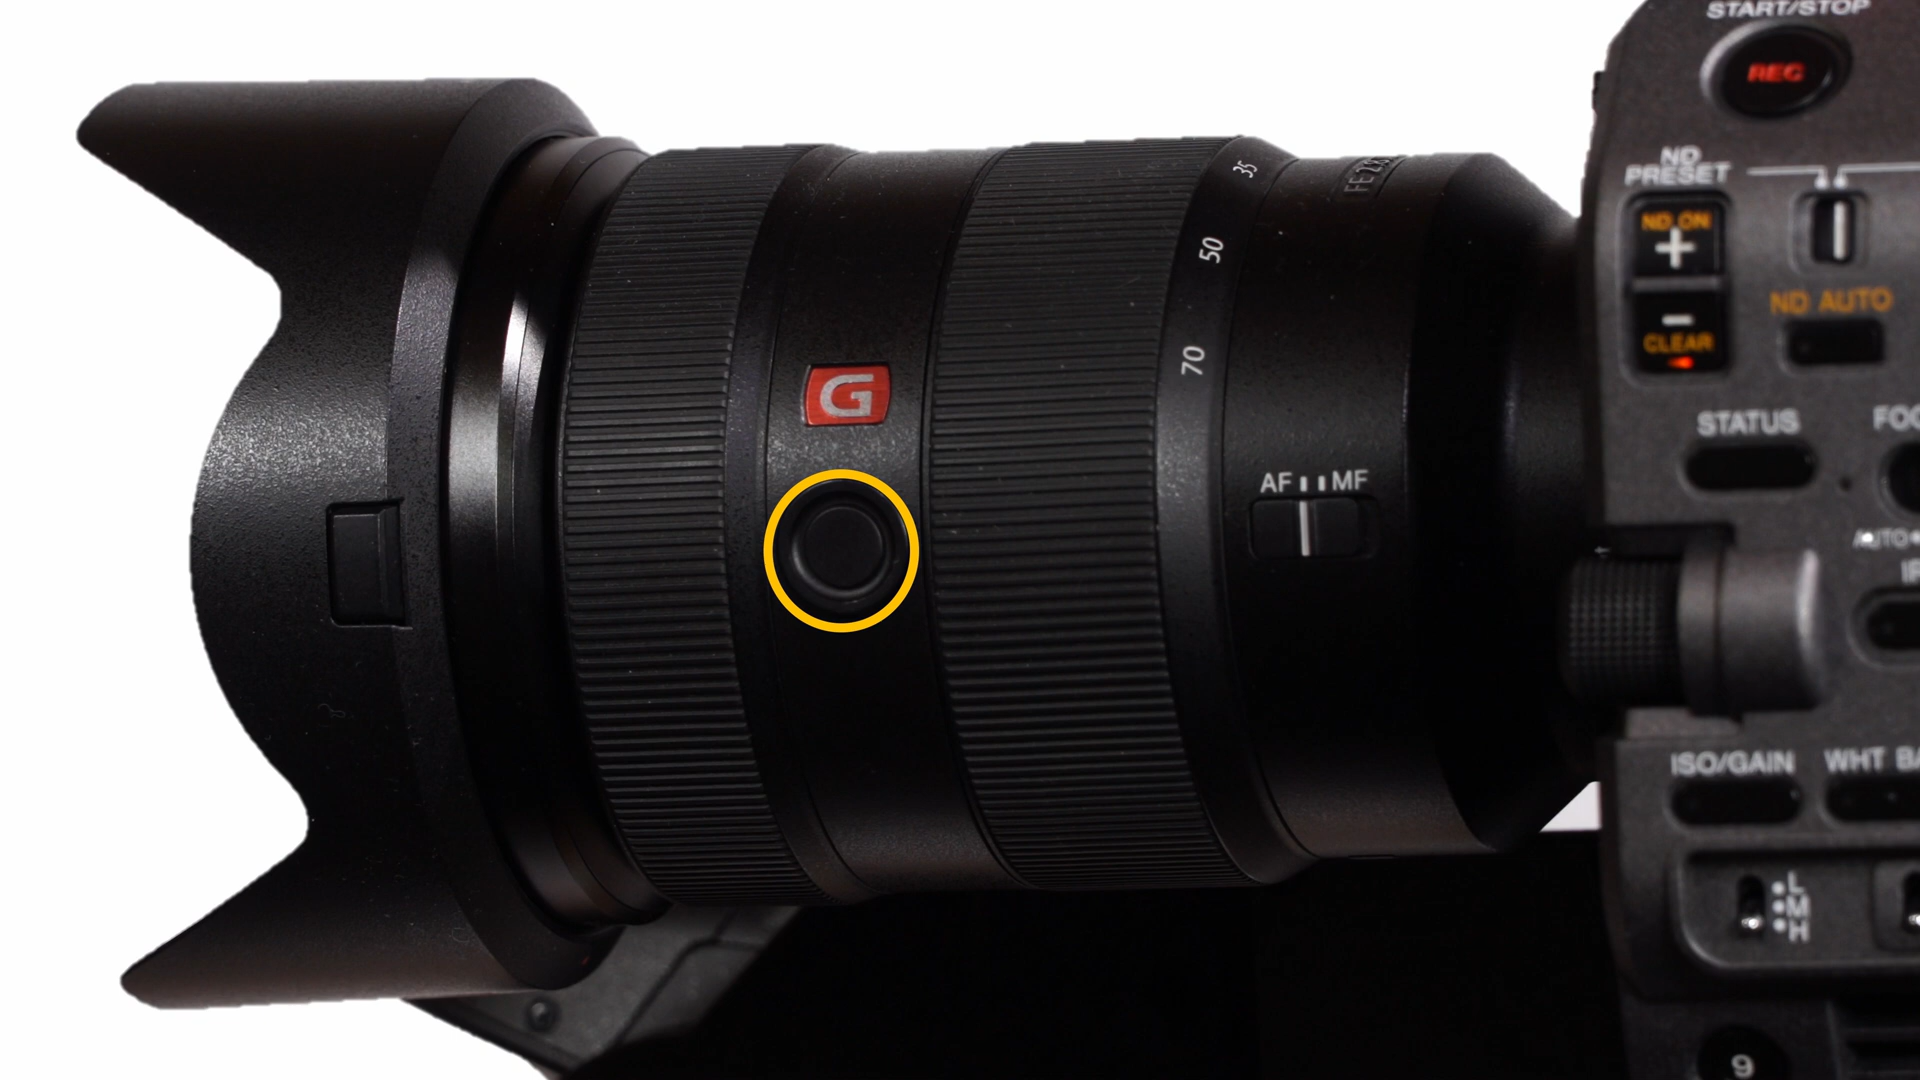 START/STOP
REC
ND
PRESET
ND ON
+
-
CLEAR
ND AUTO
35
50
70
G
AF MF
STATUS
ISO/GAIN
L
M
H
9